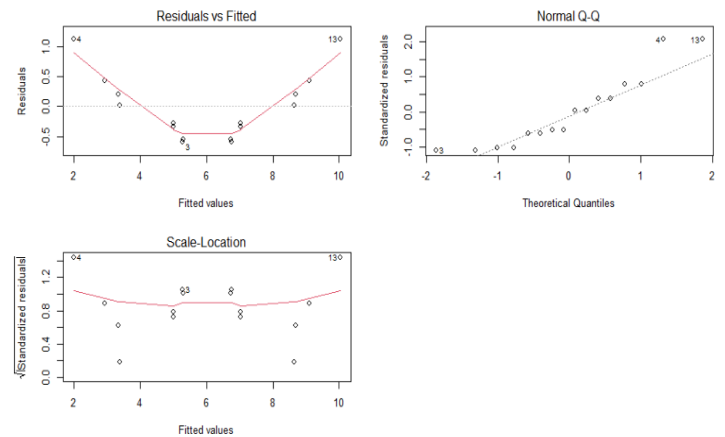 Residuals vs Fitted
Residuals
-0.5 0.0 0.5 1.0
4
13
3
2 4 6 8 10
Fitted values
Normal Q-Q
Standardized residuals
-1.0 0.0 1.0 2.0
4
13
3
-2 -1 0 1 2
Theoretical Quantiles
Scale-Location
√|Standardized residuals|
0.0 0.4 0.8 1.2
4
13
3
2 4 6 8 10
Fitted values